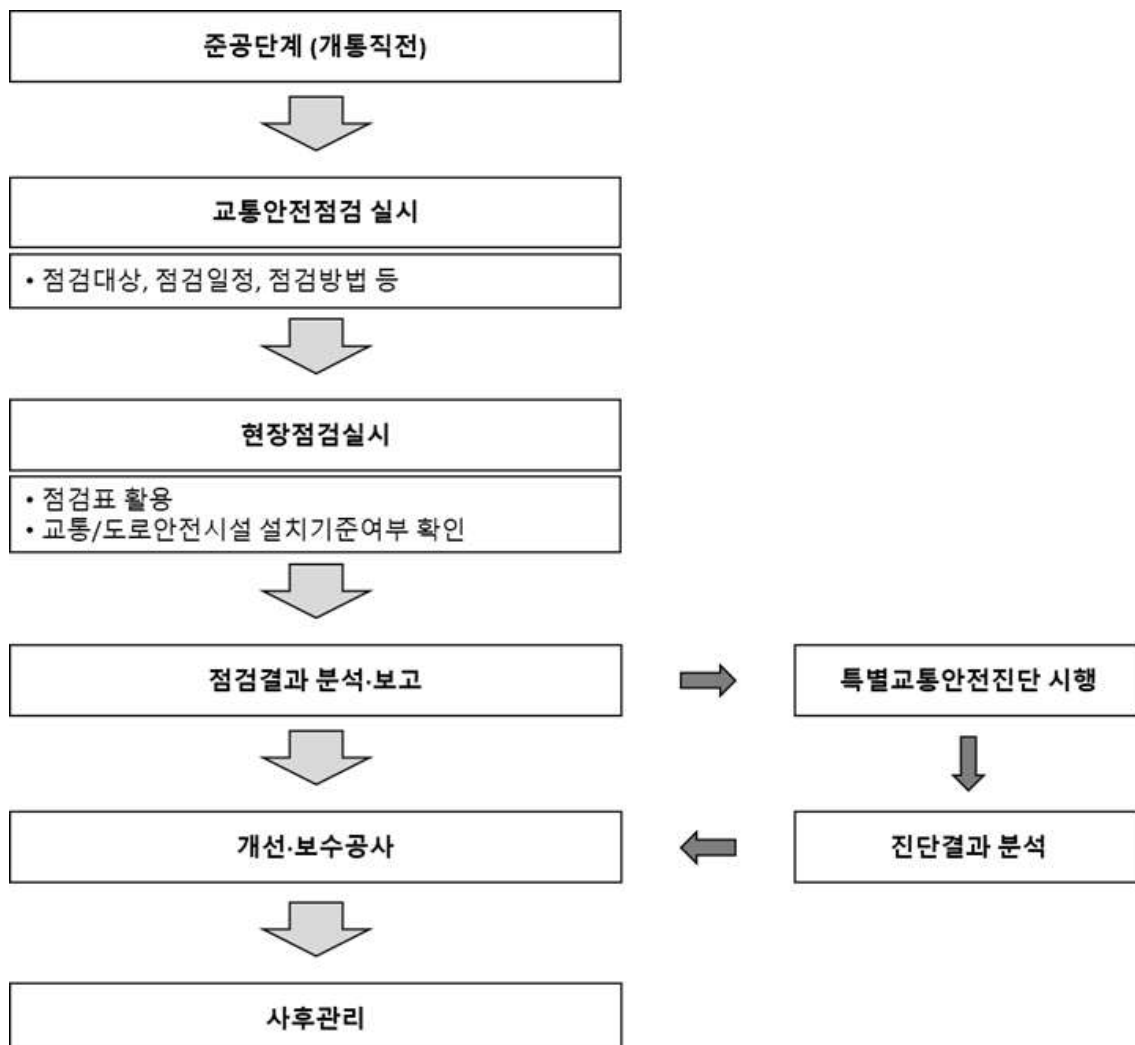 준공단계 (개통직전)
교통안전점검 실시
• 점검대상, 점검일정, 점검방법 등
현장점검실시
• 점검표 활용
• 교통/도로안전시설 설치기준여부 확인
점검결과 분석·보고
특별교통안전진단 시행
개선·보수공사
진단결과 분석
사후관리